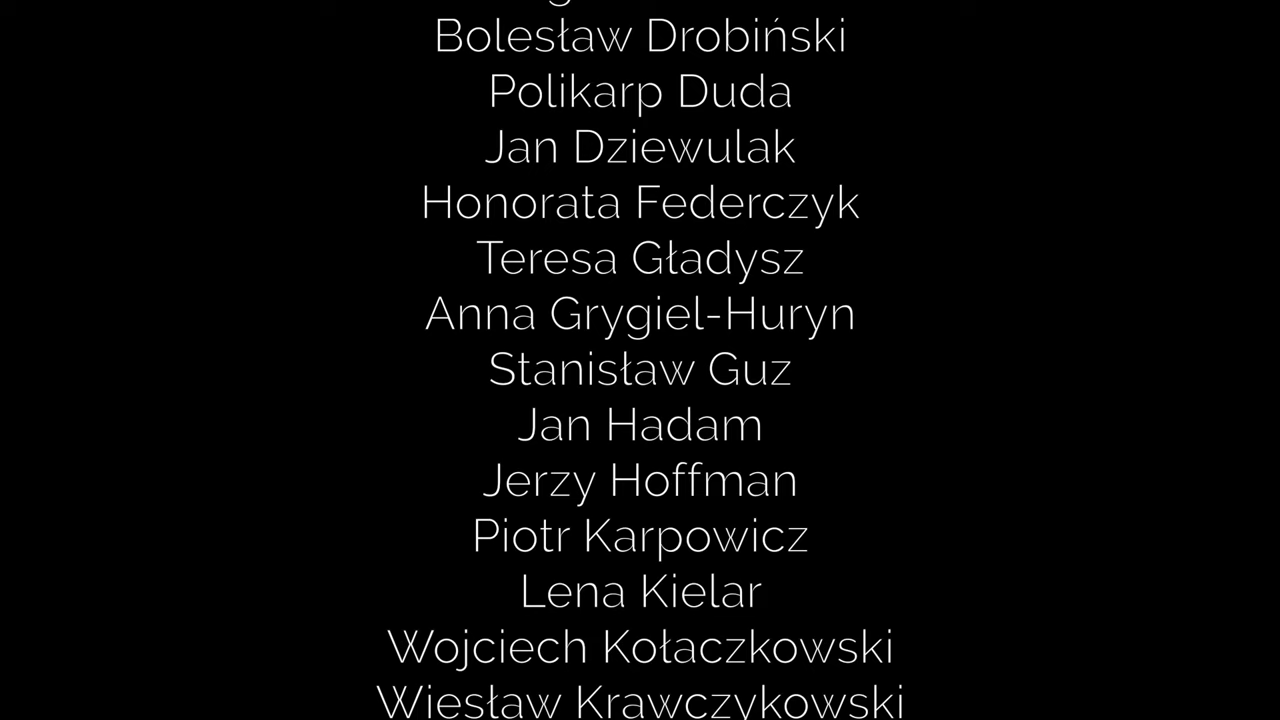 Bolesław Drobiński
Polikarp Duda
Jan Dziewulak
Honorata Federczyk
Teresa Gładysz
Anna Grygiel-Huryn
Stanisław Guz
Jan Hadam
Jerzy Hoffman
Piotr Karpowicz
Lena Kielar
Wojciech Kołaczkowski
Wiesław Krawczykowski